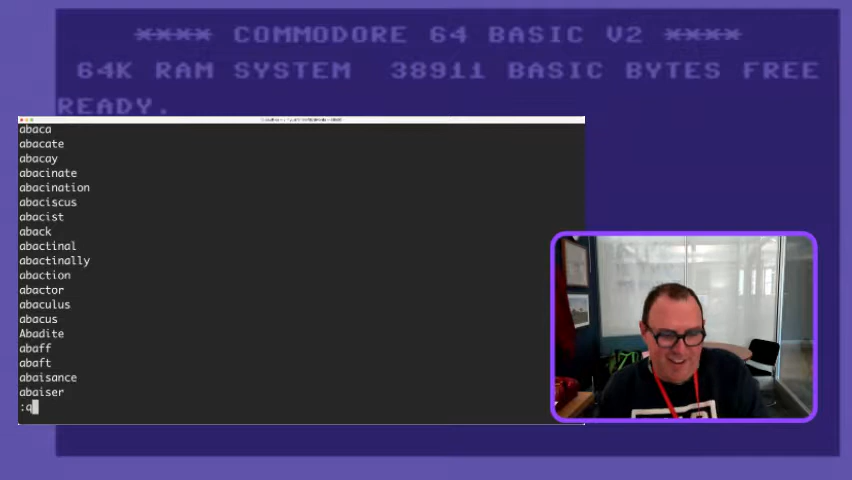 **** COMMODORE 64 BASIC V2 ****
64K RAM SYSTEM 38911 BASIC BYTES FREE
READY.
abaca
abacate
abacay
abacinate
abacination
abaciscus
abacist
aback
abactinal
abactinally
abaction
abactor
abaculus
abacus
Abadite
abaff
abaft
abaisance
abaiser
:q